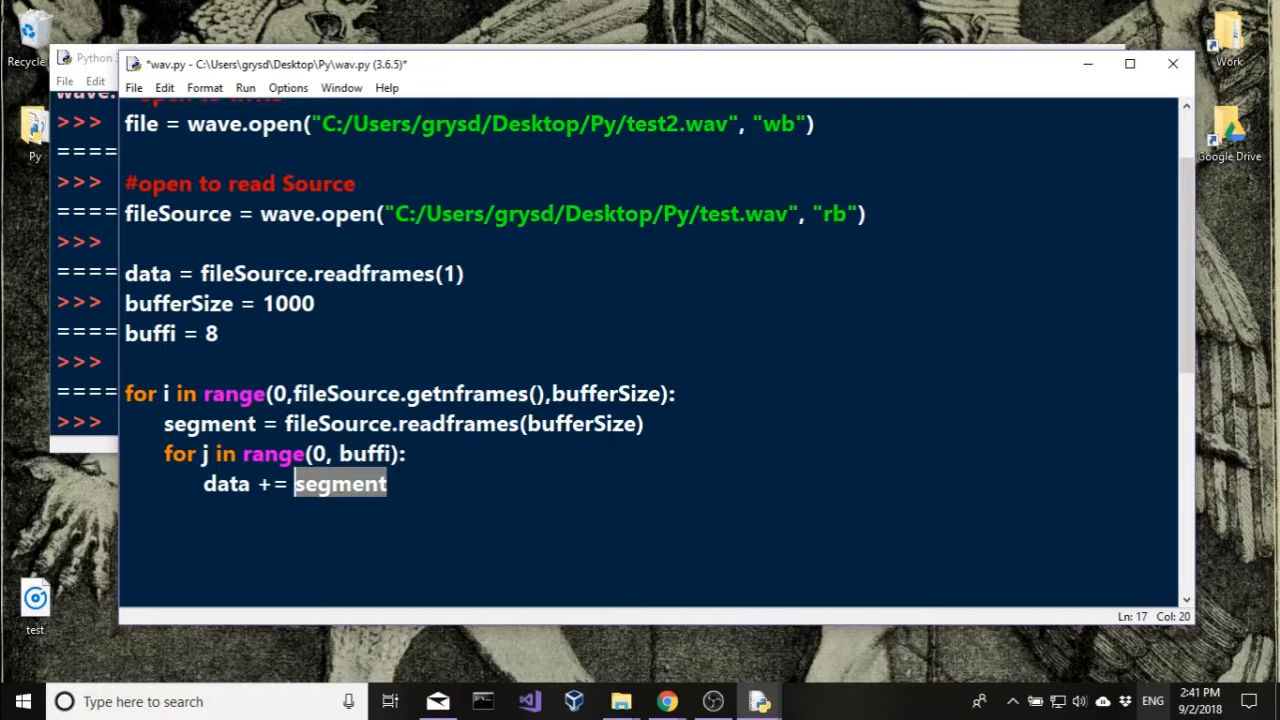 Recycle
Work
Python
*wav.py - C:\Users\grysd\Desktop\Py\wav.py (3.6.5)*
File Edit
File Edit Format Run Options Window Help
wave.
>>> file = wave.open("C:/Users/grysd/Desktop/Py/test2.wav", "wb")
====
>>> #open to read Source
==== fileSource = wave.open("C:/Users/grysd/Desktop/Py/test.wav", "rb")
>>>
==== data = fileSource.readframes(1)
>>> bufferSize = 1000
==== buffi = 8
>>>
==== for i in range(0,fileSource.getnframes(),bufferSize):
>>> segment = fileSource.readframes(bufferSize)
for j in range(0, buffi):
data += segment
Py
Google Drive
test
Ln: 17 Col: 20
Type here to search
ENG
2:41 PM
9/2/2018